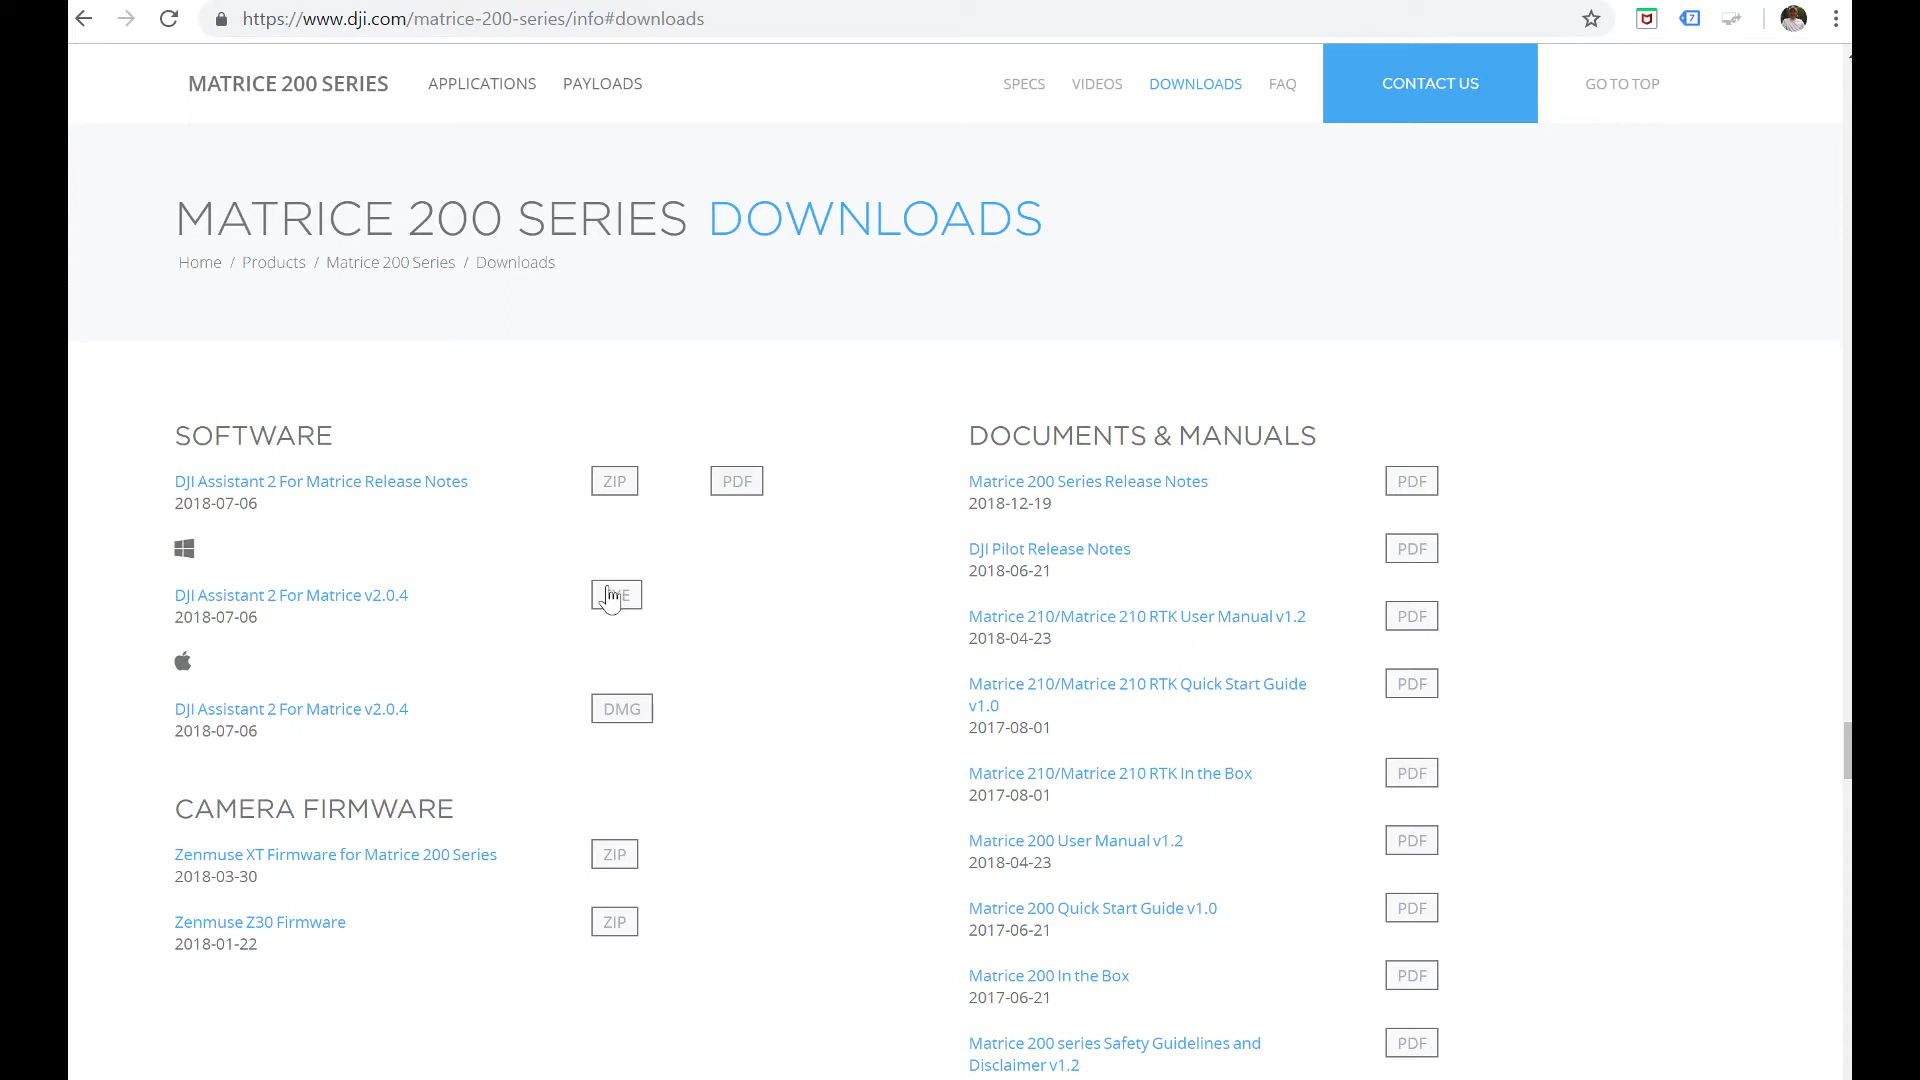 https://www.dji.com/matrice-200-series/info#downloads
7
MATRICE 200 SERIES APPLICATIONS PAYLOADS SPECS VIDEOS DOWNLOADS FAQ CONTACT US GO TO TOP
MATRICE 200 SERIES DOWNLOADS
Home / Products / Matrice 200 Series / Downloads
SOFTWARE
DJI Assistant 2 For Matrice Release Notes ZIP PDF
2018-07-06
DJI Assistant 2 For Matrice v2.0.4
2018-07-06
DJI Assistant 2 For Matrice v2.0.4 DMG
2018-07-06
CAMERA FIRMWARE
Zenmuse XT Firmware for Matrice 200 Series ZIP
2018-03-30
Zenmuse Z30 Firmware ZIP
2018-01-22
DOCUMENTS & MANUALS
Matrice 200 Series Release Notes PDF
2018-12-19
DJI Pilot Release Notes PDF
2018-06-21
Matrice 210/Matrice 210 RTK User Manual v1.2 PDF
2018-04-23
Matrice 210/Matrice 210 RTK Quick Start Guide PDF
v1.0
2017-08-01
Matrice 210/Matrice 210 RTK In the Box PDF
2017-08-01
Matrice 200 User Manual v1.2 PDF
2018-04-23
Matrice 200 Quick Start Guide v1.0 PDF
2017-06-21
Matrice 200 In the Box PDF
2017-06-21
Matrice 200 series Safety Guidelines and PDF
Disclaimer v1.2